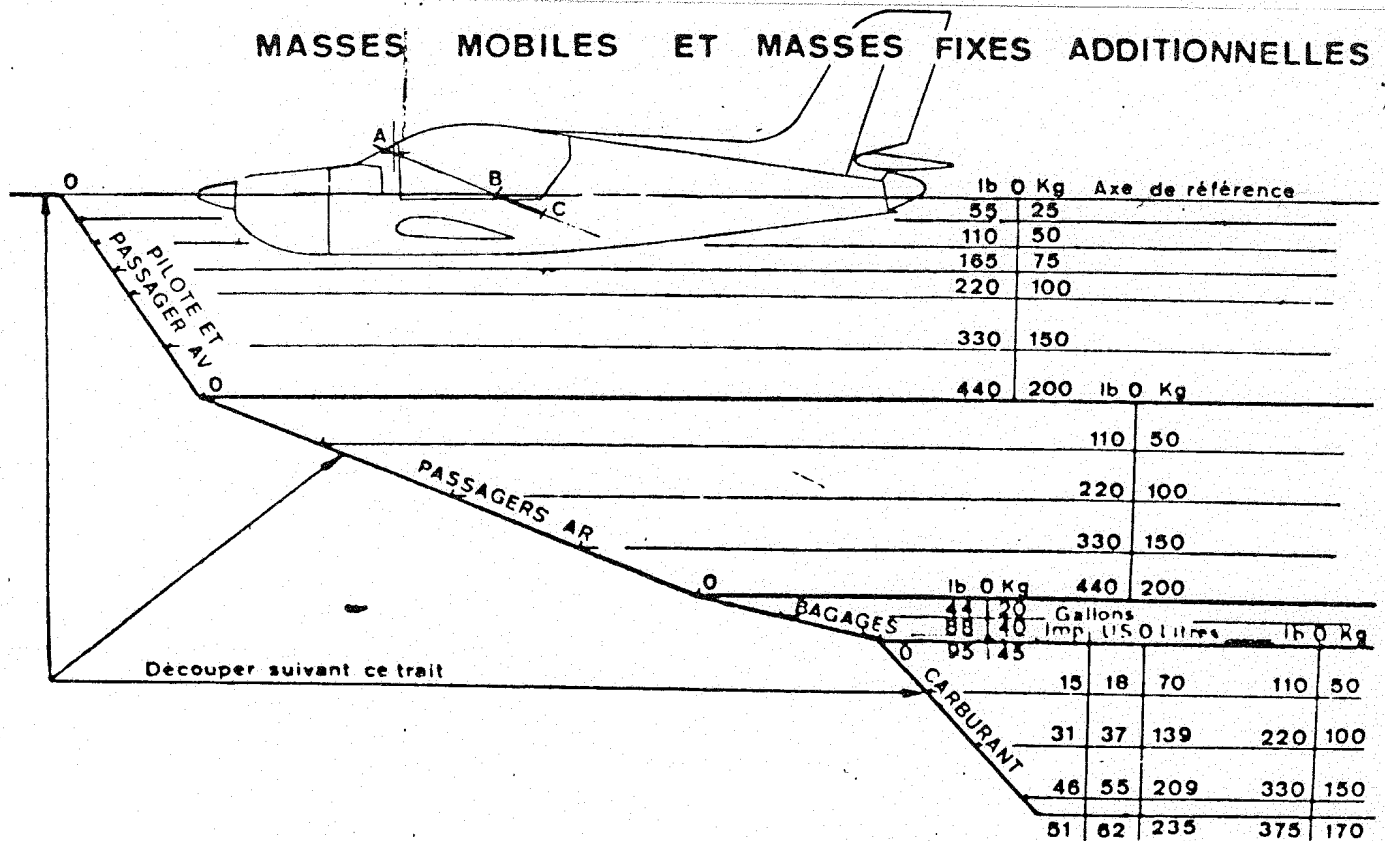 MASSES MOBILES ET MASSES FIXES ADDITIONNELLES
A
B
C
O
lb O Kg Axe de référence
55 25
110 50
165 75
220 100
330 150
440 200 lb O Kg
PILOTE ET
PASSAGER AV
O
110 50
220 100
330 150
440 200
PASSAGERS AR
O
lb O Kg
44 20 Gallons
88 40 Imp US O Litres lb O Kg
95 45
BAGAGES
O
Découper suivant ce trait
CARBURANT
15 18 70 110 50
31 37 139 220 100
46 55 209 330 150
51 62 235 375 170